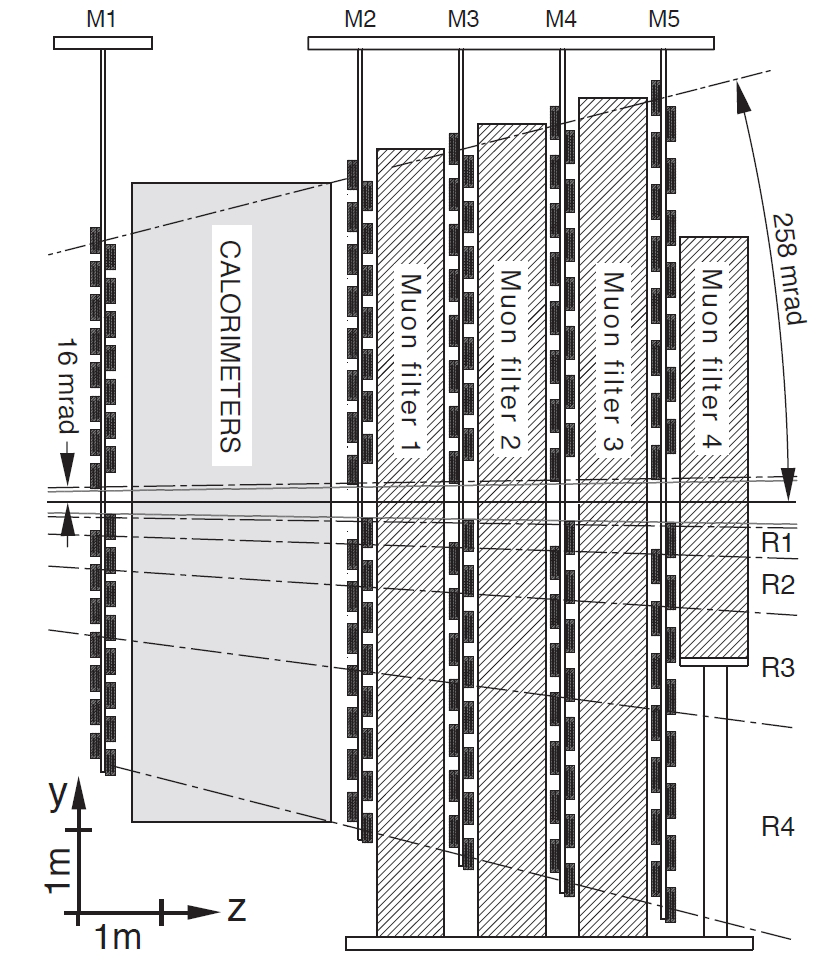 M1
M2
M3
M4
M5
CALORIMETERS
Muon filter 1
Muon filter 2
Muon filter 3
Muon filter 4
258 mrad
16 mrad
R1
R2
R3
R4
y
1m
z
1m